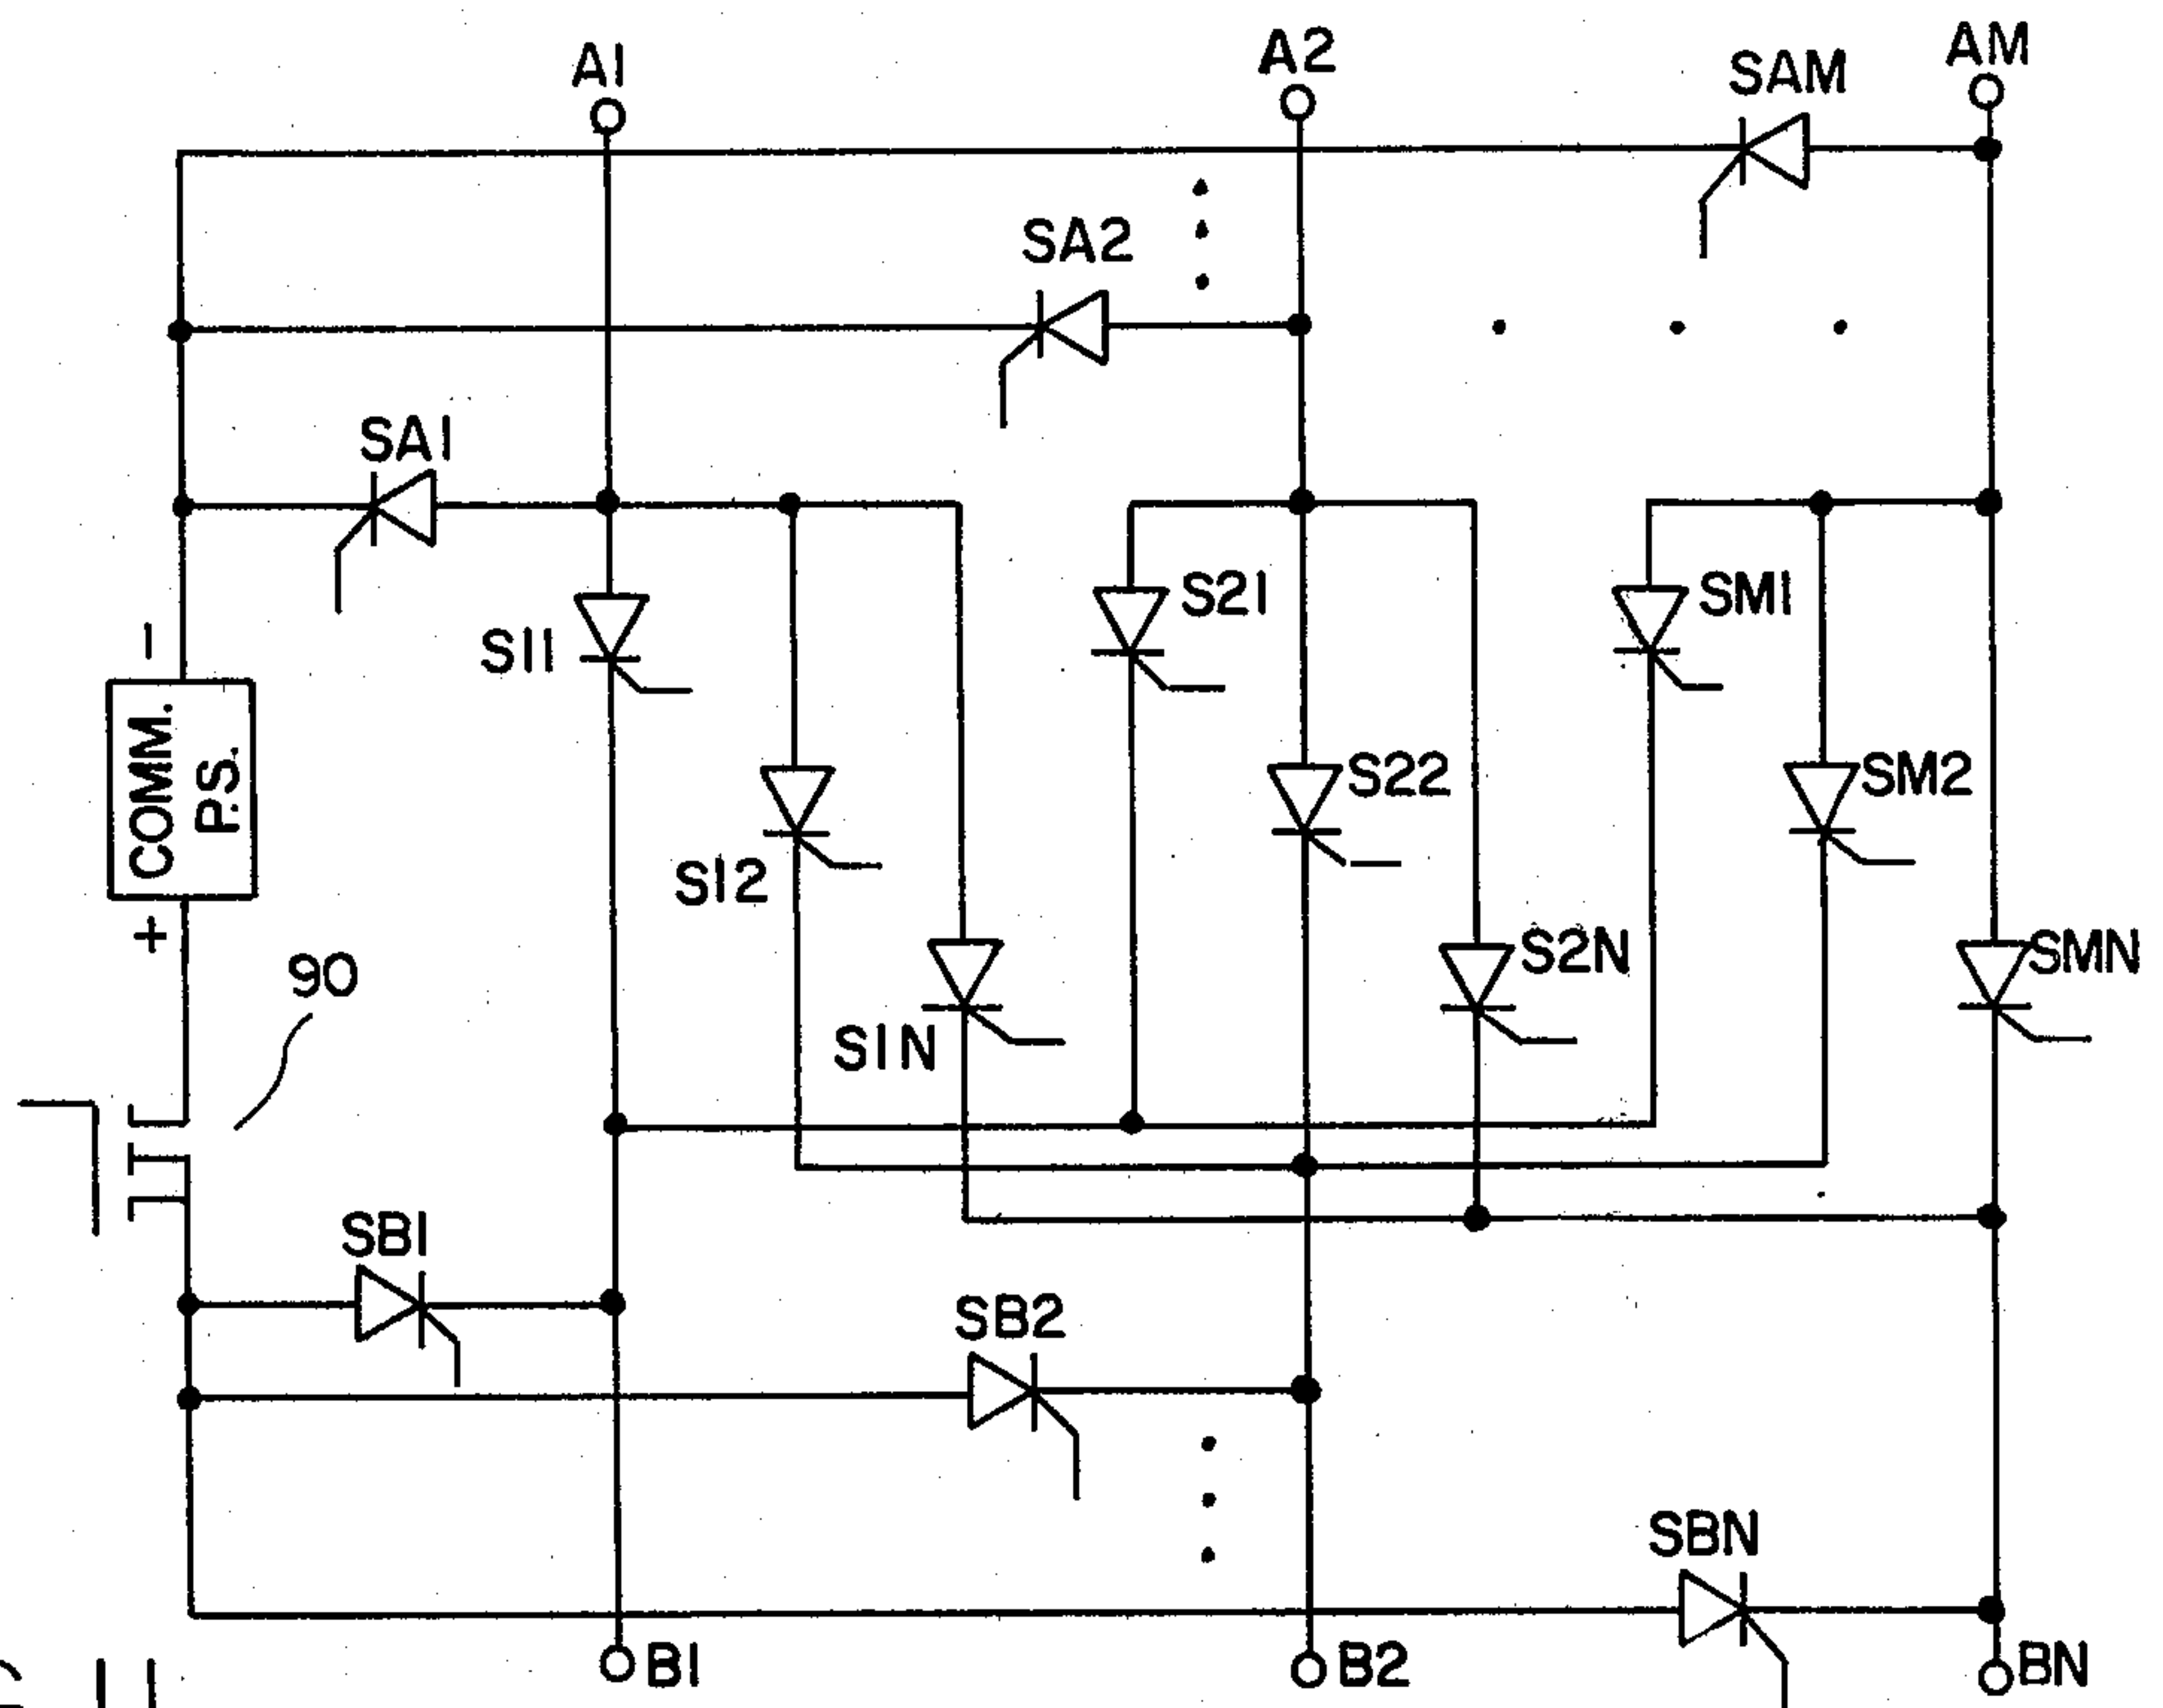 A1
A2
AM
SAM
SA2
SA1
−
S11
S21
SM1
COMM.
P.S.
S12
S22
SM2
+
90
S1N
S2N
SMN
SB1
SB2
SBN
B1
B2
BN